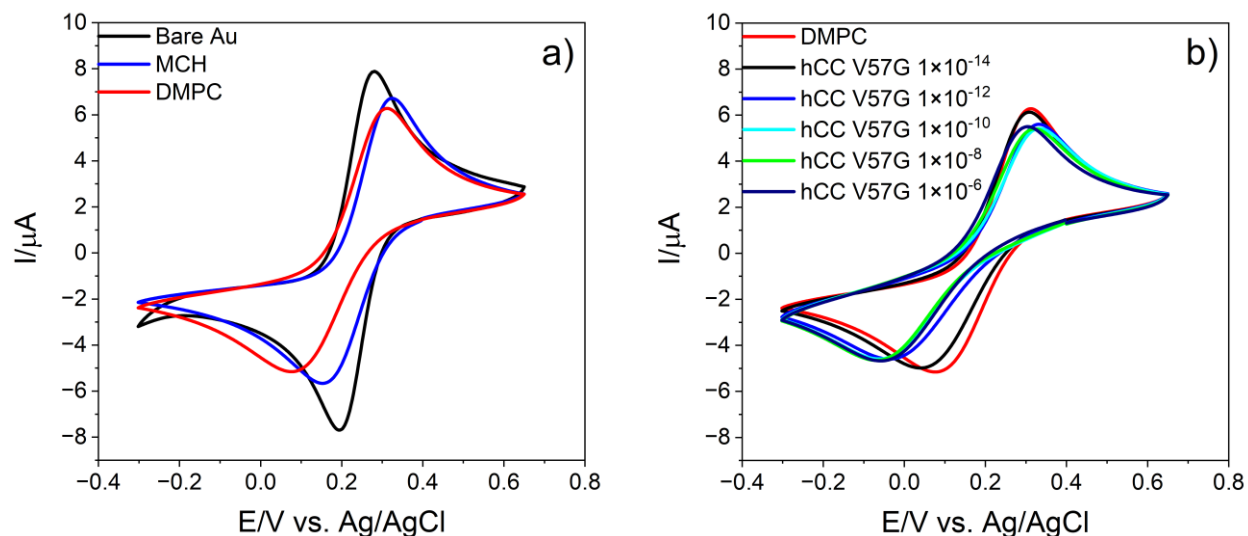 a)
Bare Au
MCH
DMPC
10
8
6
4
2
0
−2
−4
−6
−8
I/μA
−0.4 −0.2 0.0 0.2 0.4 0.6 0.8
E/V vs. Ag/AgCl
b)
DMPC
hCC V57G 1×10⁻¹⁴
hCC V57G 1×10⁻¹²
hCC V57G 1×10⁻¹⁰
hCC V57G 1×10⁻⁸
hCC V57G 1×10⁻⁶
10
8
6
4
2
0
−2
−4
−6
−8
I/μA
−0.4 −0.2 0.0 0.2 0.4 0.6 0.8
E/V vs. Ag/AgCl